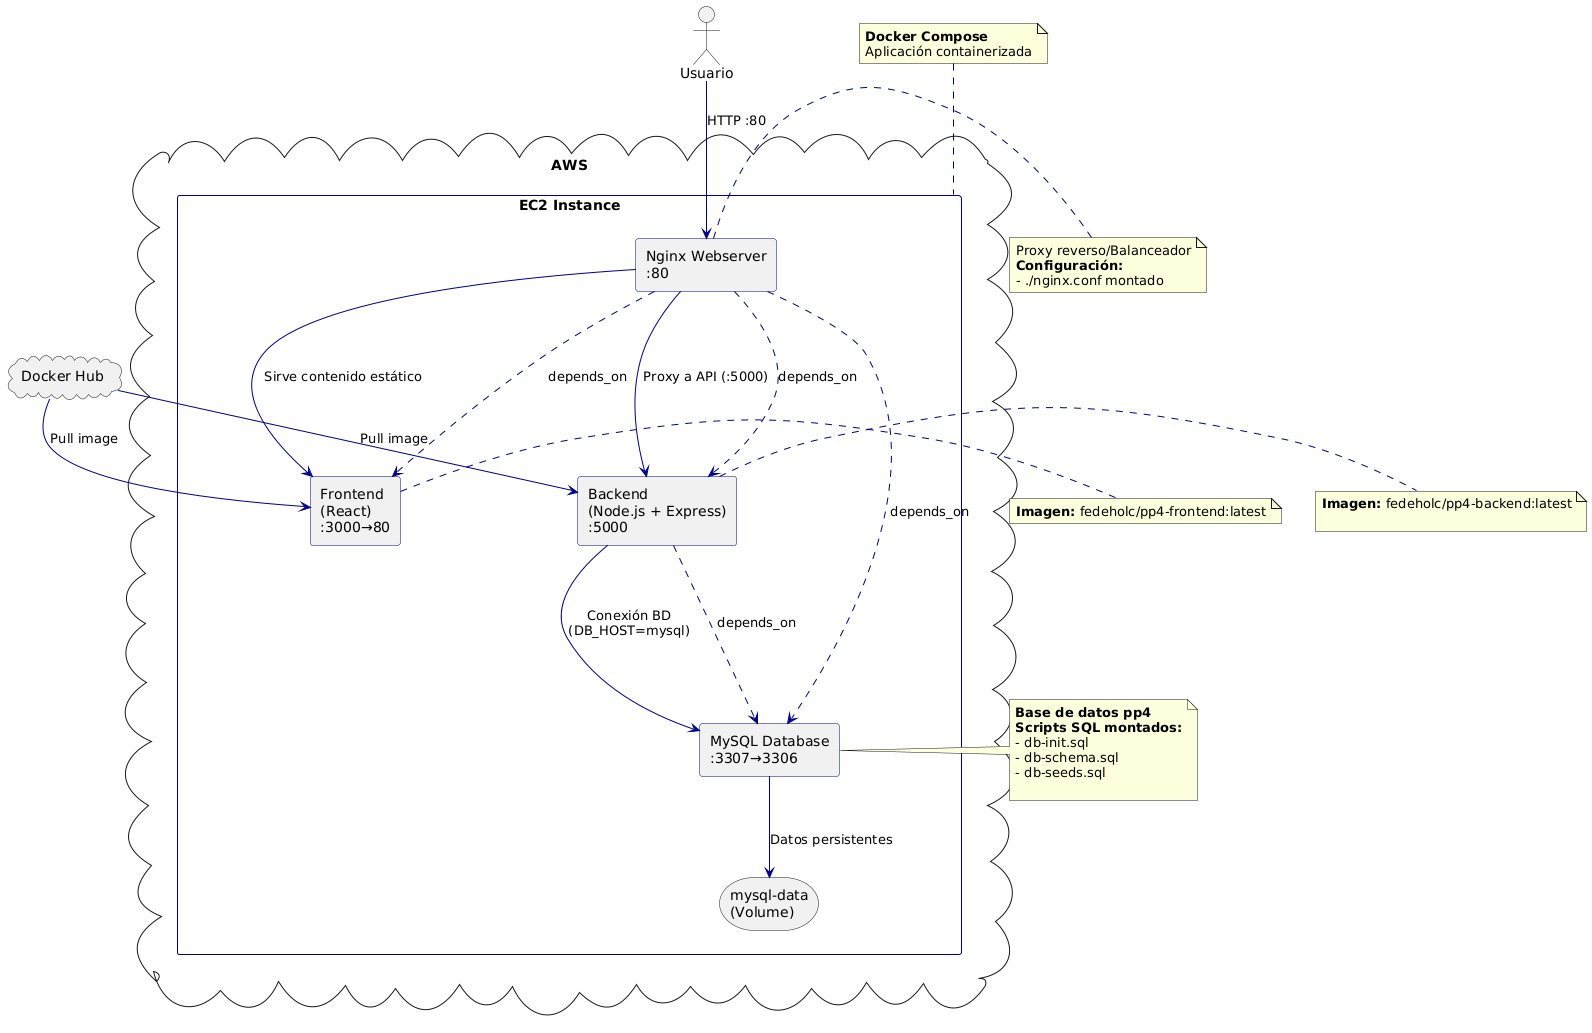 Usuario
Docker Compose
Aplicación containerizada
HTTP :80
AWS
EC2 Instance
Nginx Webserver
:80
Proxy reverso/Balanceador
Configuración:
- ./nginx.conf montado
Docker Hub
Sirve contenido estático
depends_on
Proxy a API (:5000)
depends_on
Pull image
Pull image
Frontend
(React)
:3000→80
Backend
(Node.js + Express)
:5000
depends_on
Imagen: fedeholc/pp4-frontend:latest
Imagen: fedeholc/pp4-backend:latest
Conexión BD
(DB_HOST=mysql)
depends_on
MySQL Database
:3307→3306
Base de datos pp4
Scripts SQL montados:
- db-init.sql
- db-schema.sql
- db-seeds.sql
Datos persistentes
mysql-data
(Volume)